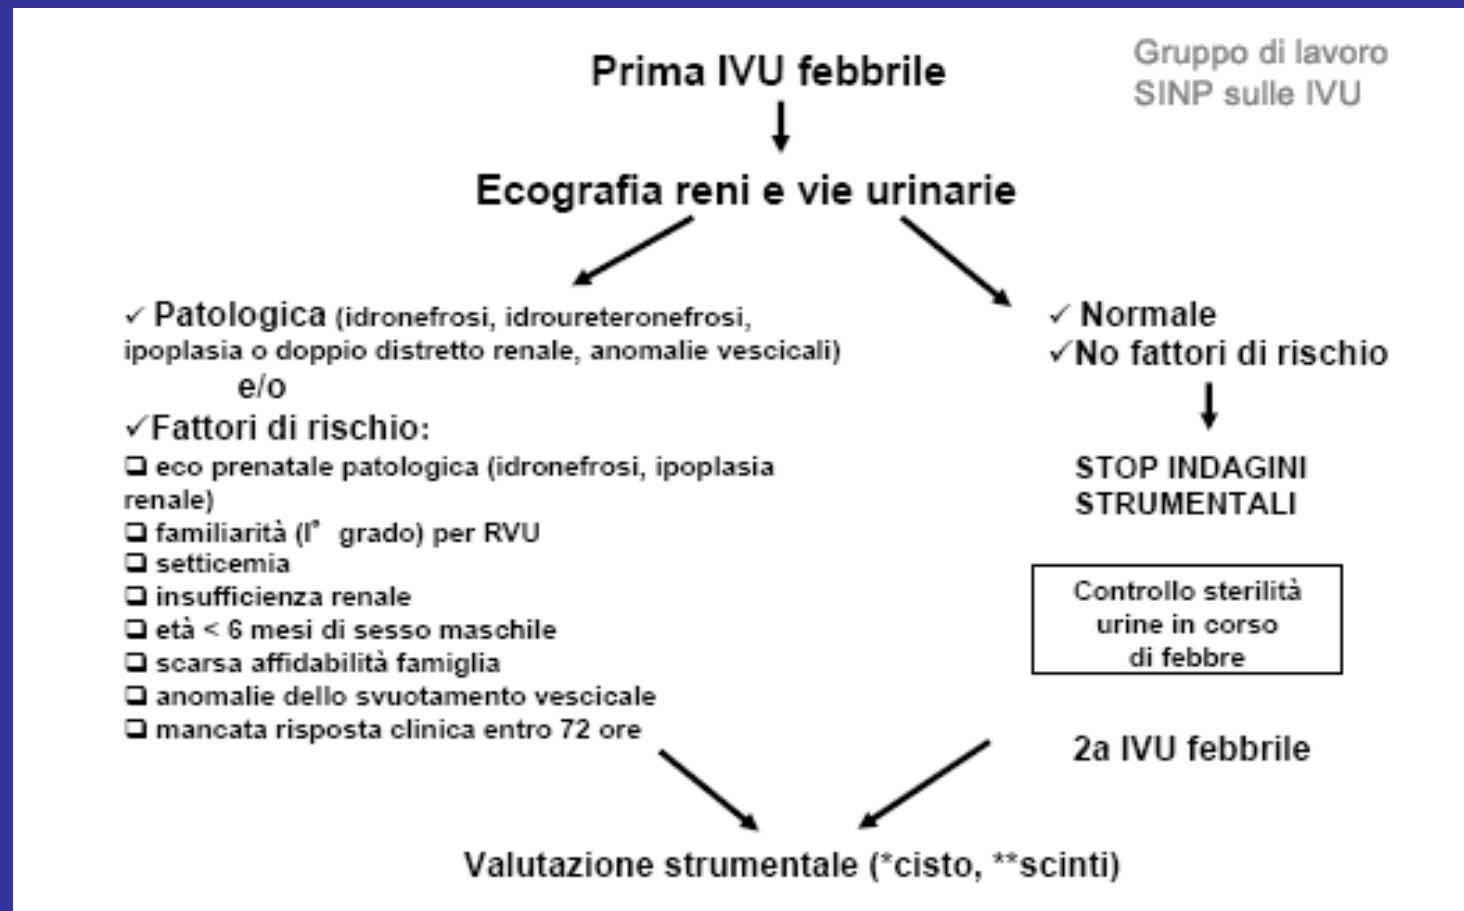 Gruppo di lavoro
SINP sulle IVU
Prima IVU febbrile
Ecografia reni e vie urinarie
✓ Patologica (idronefrosi, idroureteronefrosi,
ipoplasia o doppio distretto renale, anomalie vescicali)
e/o
✓Fattori di rischio:
❑ eco prenatale patologica (idronefrosi, ipoplasia
renale)
❑ familiarità (I° grado) per RVU
❑ setticemia
❑ insufficienza renale
❑ età < 6 mesi di sesso maschile
❑ scarsa affidabilità famiglia
❑ anomalie dello svuotamento vescicale
❑ mancata risposta clinica entro 72 ore
✓ Normale
✓No fattori di rischio
STOP INDAGINI
STRUMENTALI
Controllo sterilità
urine in corso
di febbre
2a IVU febbrile
Valutazione strumentale (*cisto, **scinti)